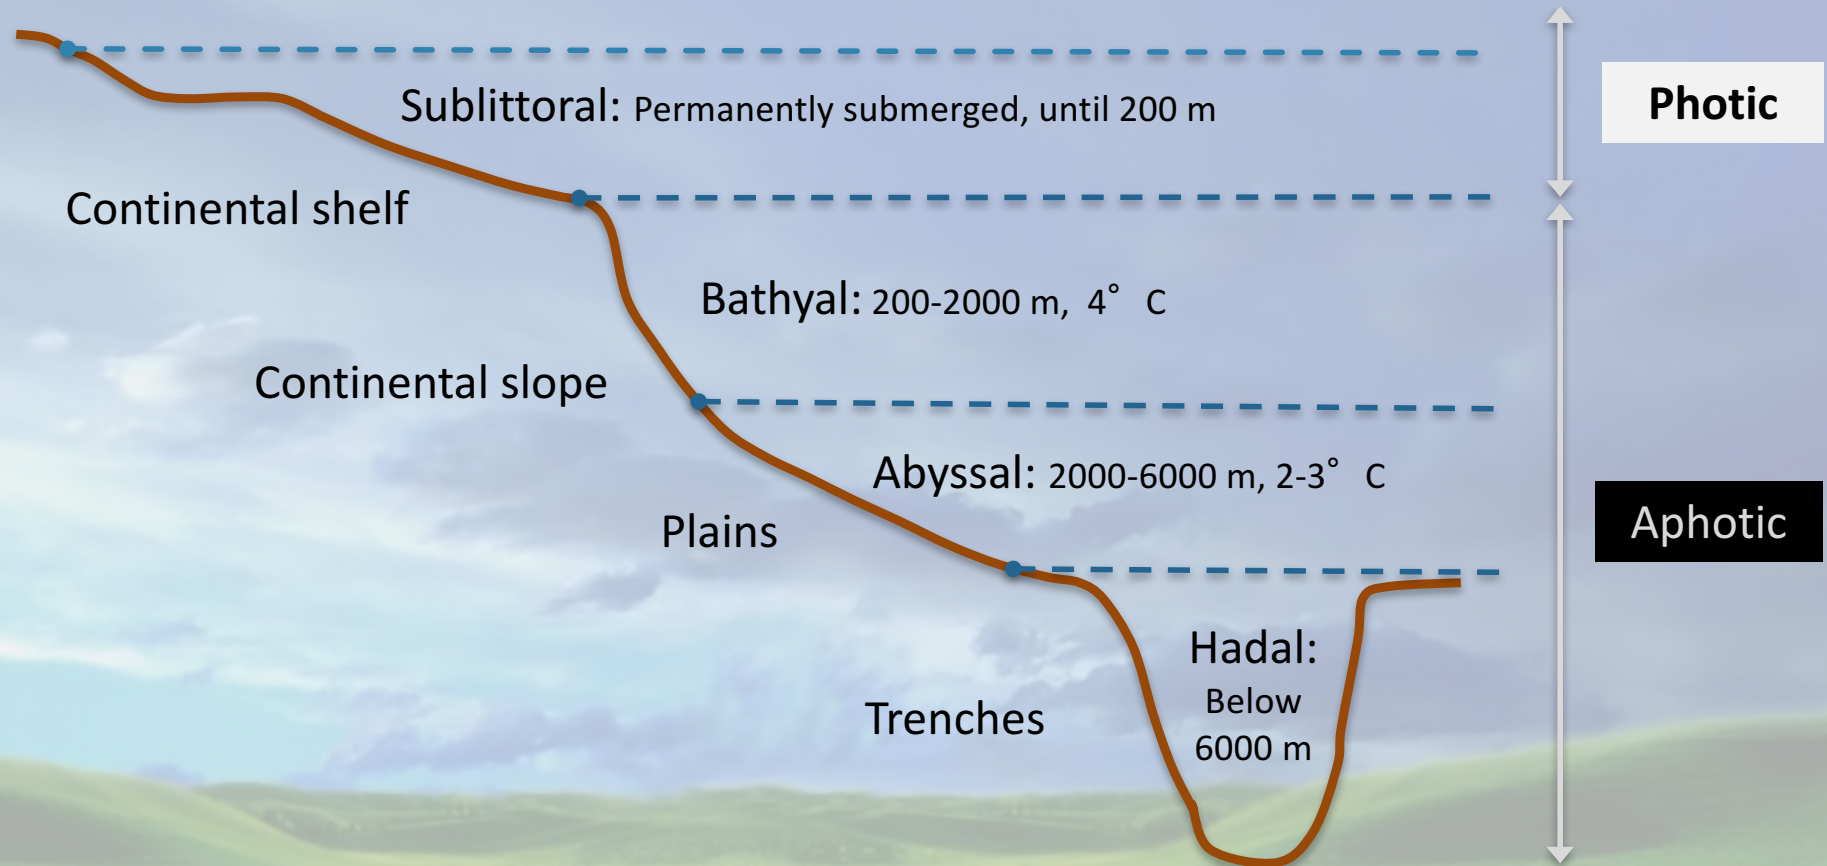 Sublittoral: Permanently submerged, until 200 m
Photic
Continental shelf
Bathyal: 200-2000 m, 4° C
Continental slope
Abyssal: 2000-6000 m, 2-3° C
Aphotic
Plains
Hadal:
Below
6000 m
Trenches